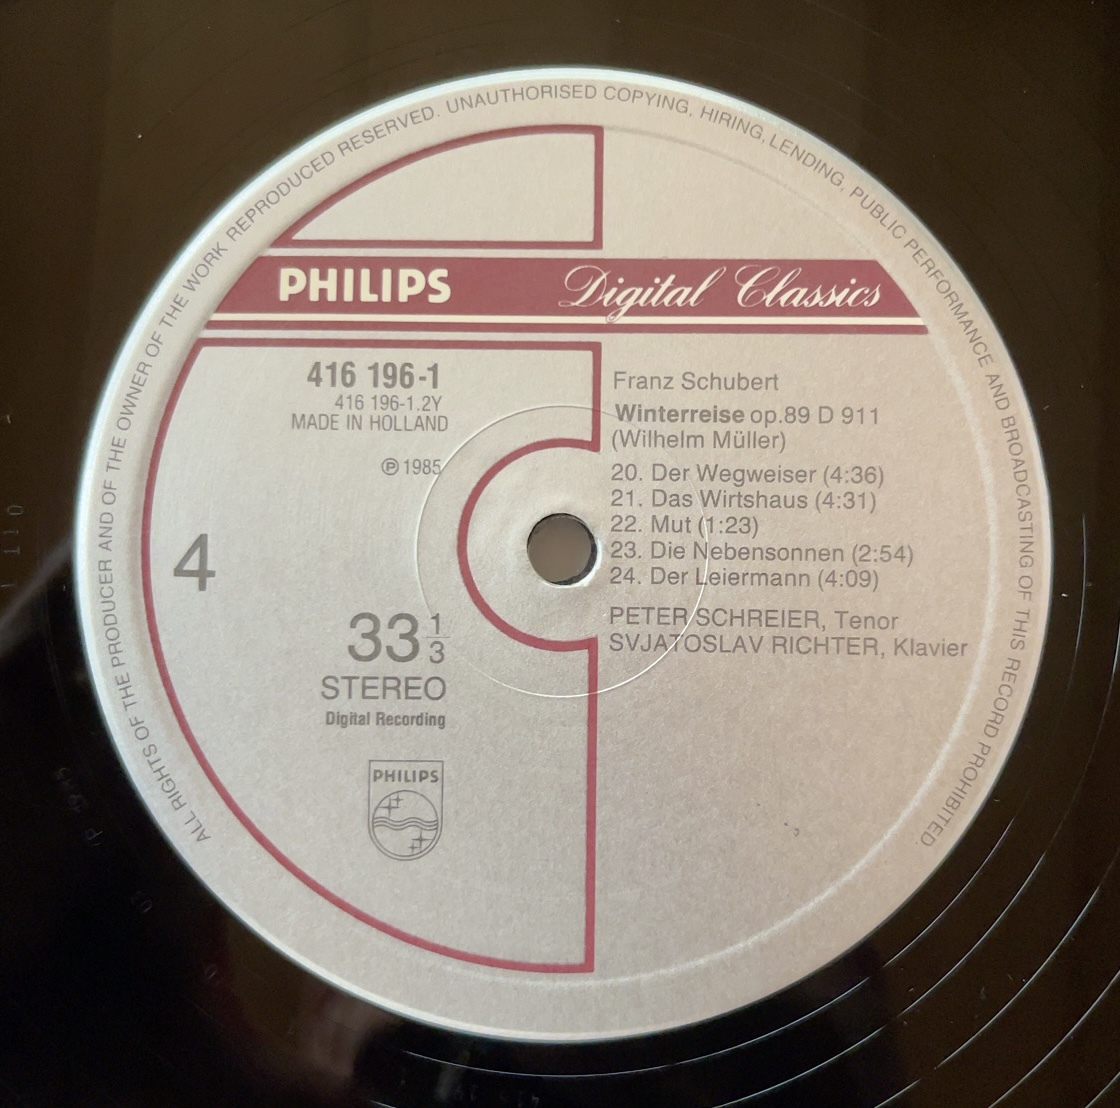 ALL RIGHTS OF THE PRODUCER AND OF THE OWNER OF THE WORK REPRODUCED RESERVED. UNAUTHORISED COPYING, HIRING, LENDING, PUBLIC PERFORMANCE AND BROADCASTING OF THIS RECORD PROHIBITED.
PHILIPS Digital Classics
416 196-1
416 196-1.2Y
MADE IN HOLLAND
℗ 1985
4
33 1/3
STEREO
Digital Recording
PHILIPS
Franz Schubert
Winterreise op.89 D 911
(Wilhelm Müller)
20. Der Wegweiser (4:36)
21. Das Wirtshaus (4:31)
22. Mut (1:23)
23. Die Nebensonnen (2:54)
24. Der Leiermann (4:09)
PETER SCHREIER, Tenor
SVJATOSLAV RICHTER, Klavier